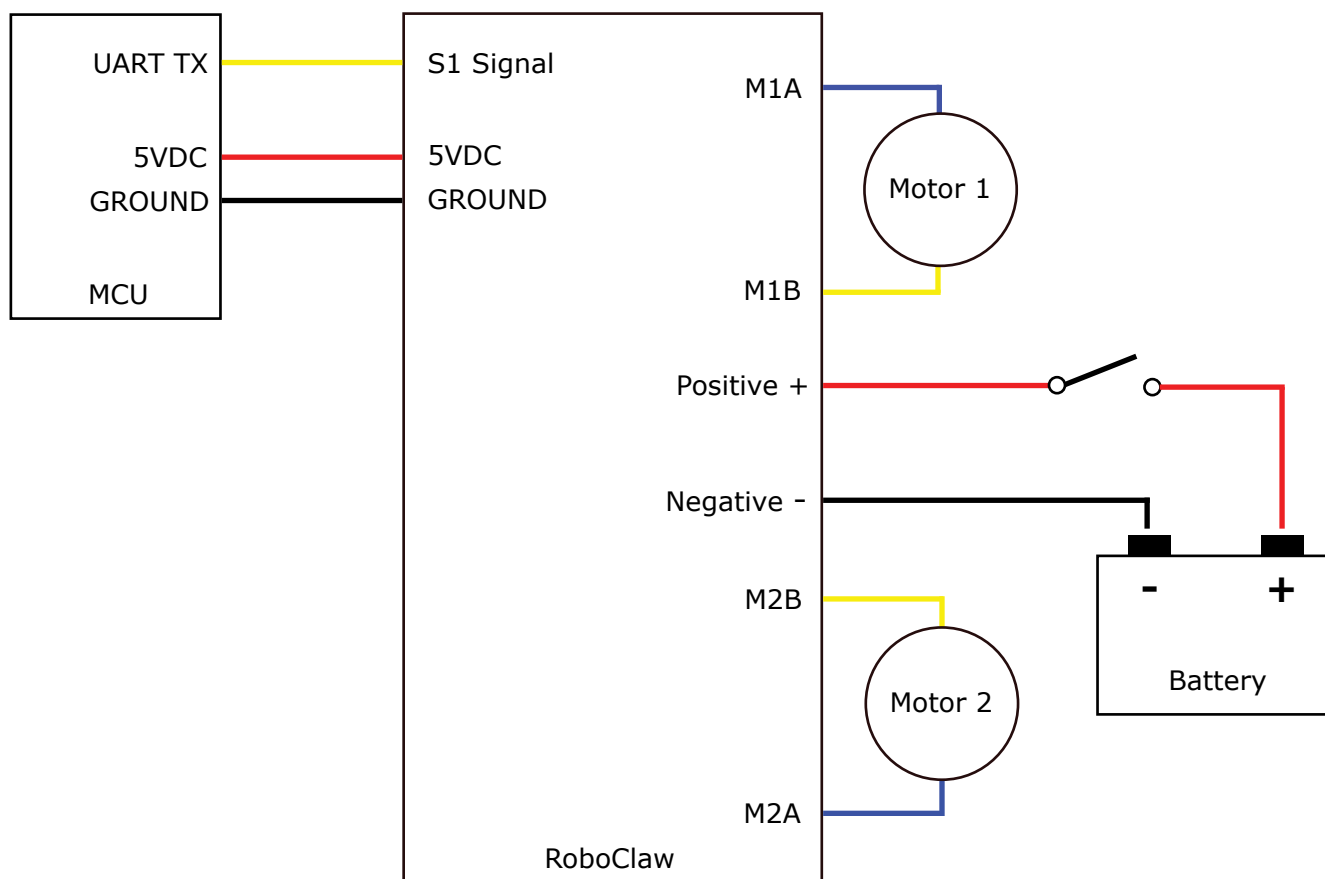 UART TX
5VDC
GROUND
MCU
S1 Signal
5VDC
GROUND
M1A
M1B
Positive +
Negative -
M2B
M2A
RoboClaw
Motor 1
Motor 2
- +
Battery